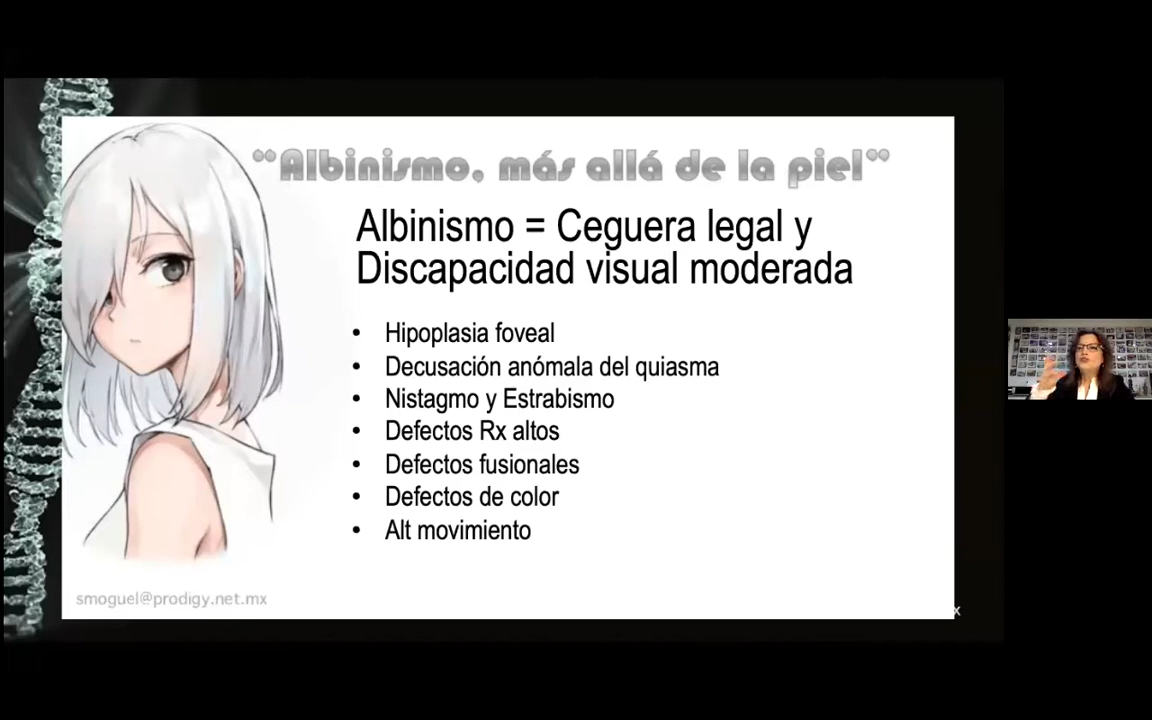 "Albinismo, más allá de la piel"
Albinismo = Ceguera legal y
Discapacidad visual moderada
• Hipoplasia foveal
• Decusación anómala del quiasma
• Nistagmo y Estrabismo
• Defectos Rx altos
• Defectos fusionales
• Defectos de color
• Alt movimiento
smoguel@prodigy.net.mx
x